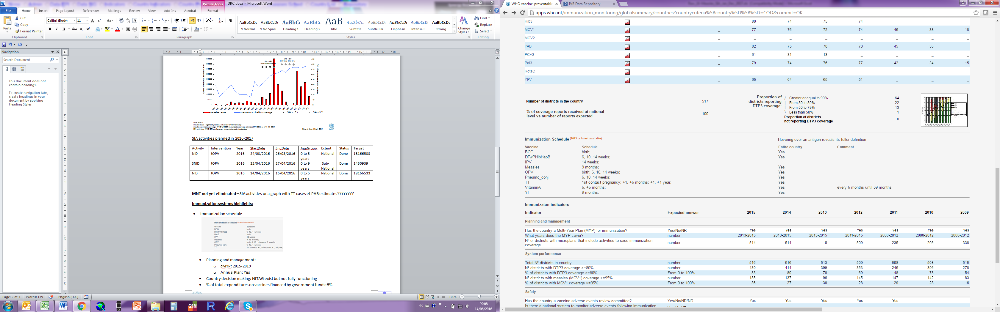 DRC.docx - Microsoft Word
Picture Tools
File Home Insert Page Layout References Mailings Review View Add-Ins Acrobat Format
Paste
Cut
Copy
Format Painter
Clipboard
Calibri (Body) 11
Font
Paragraph
AaBbCcDc AaBbCcDc AaBbC AaBbCc AaB AaBbCc. AaBbCcDc AaBbCcDc AaBbCcDc AaBbCcDc
¶ Normal ¶ No Spaci... Heading 1 Heading 2 Title Subtitle Subtle Em... Emphasis Intense E... Strong
Styles
Change Styles
Find
Replace
Select
Editing
Navigation
Search Document
This document does not
contain headings.
To create navigation tabs,
create headings in your
document by applying
Heading Styles.
Number of reported measles cases
Measles vaccination coverage (%)
measles cases measles vaccination coverage SIA <15 Y SIA <5 Y
Data source:
WHO
SIA activities planned in 2016-2017
Activity Intervention Year StartDate EndDate AgeGroup Extent Status Target
NID tOPV 2016 24/03/2016 26/03/2016 0 to 5 years National Done 18166533
SNID tOPV 2016 25/04/2016 27/04/2016 0 to 9 years Sub-National Done 1430939
NID tOPV 2016 14/04/2016 16/04/2016 0 to 5 years National Done 18166533
MNT not yet eliminated – SIA activities or a graph with TT cases et PAB estimates????????
Immunization systems highlights:
• Immunization schedule
Immunization Schedule (2015 or latest available)
Vaccine Schedule
BCG birth;
DTwPHibHepB 6, 10, 14 weeks;
HepB birth;
IPV 14 weeks
Measles 9, 18 months;
OPV birth; 6, 10, 14 weeks; 9 months;
Pneumo_conj 6, 10, 14 weeks;
TT 1st contact; +1, +6 months; +1, +1 year;
• Planning and management:
o cMYP: 2015-2019
o Annual Plan: Yes
• Country decision making: NITAG exist but not fully functioning
• % of total expenditures on vaccines financed by government funds: 5%
Page: 2 of 3 Words: 179 English (U.K.) 100%
FR
09:08
14/06/2016
WHO vaccine-preventable
IVB Data Repository
apps.who.int/immunization_monitoring/globalsummary/countries?countrycriteria%5Bcountry%5D%5B%5D=COD&commit=OK
Hib3 – 80 74 75 74 – – –
MCV1 – 77 76 72 74 46 38 18
MCV2 – – – – – – – –
PAB – 82 75 70 70 45 53 –
PCV3 – 61 31 13 – – – –
Pol3 – 79 74 76 77 42 34 15
RotaC – – – – – – – –
YFV – 65 64 65 51 – – –
Number of districts in the country 517
% of coverage reports received at national
level vs number of reports expected 100
Proportion of
districts reporting
DTP3 coverage:
/ Greater or equal to 90% 64
| From 80 to 89% 22
| From 50 to 79% 13
\ Less than 50% 1
Proportion of districts
not reporting DTP3 coverage 0
Immunization Schedule (2015 or latest available) Hovering over an antigen reveals its fuller definition
Vaccine Schedule Entire country Comment
BCG birth; Yes
DTwPHibHepB 6, 10, 14 weeks; Yes
IPV 14 weeks;
Measles 9 months; Yes
OPV birth; 6, 10, 14 weeks; Yes
Pneumo_conj 6, 10, 14 weeks; Yes
TT 1st contact pregnancy; +1, +6 months; +1, +1 year; Yes
VitaminA 6, +6 months; Yes every 6 months until 59 months
YF 9 months; Yes
Immunizaton indicators
Indicator Expected answer 2015 2014 2013 2012 2011 2010 2009
Planning and management
Has the country a Multi-Year Plan (MYP) for immunization? Yes/No/NR Yes Yes Yes Yes Yes Yes Yes
What years does the MYP cover? number 2013-2015 2013-2015 2013-2015 2011-2015 2008-2012 2008-2012 2008-2012
Nº of districts with microplans that include activities to raise immunization
coverage number 514 514 0 509 235 205 338
System performance
Total Nº districts in country number 516 516 513 509 508 508 515
Nº districts with DTP3 coverage >=80% number 430 414 399 353 246 396 278
% of districts with DTP3 coverage >=80% From 0 to 100% 83 80 78 69 48 78 54
Nº districts with measles (MCV1) coverage >=95% number 185 137 196 145 147 142 83
% of districts with MCV1 coverage >=95% From 0 to 100% 36 27 38 28 29 28 16
Safety
Has the country a vaccine adverse events review committee? Yes/No/NR/ND Yes Yes Yes Yes Yes
Is there a national system to monitor adverse events following immunization